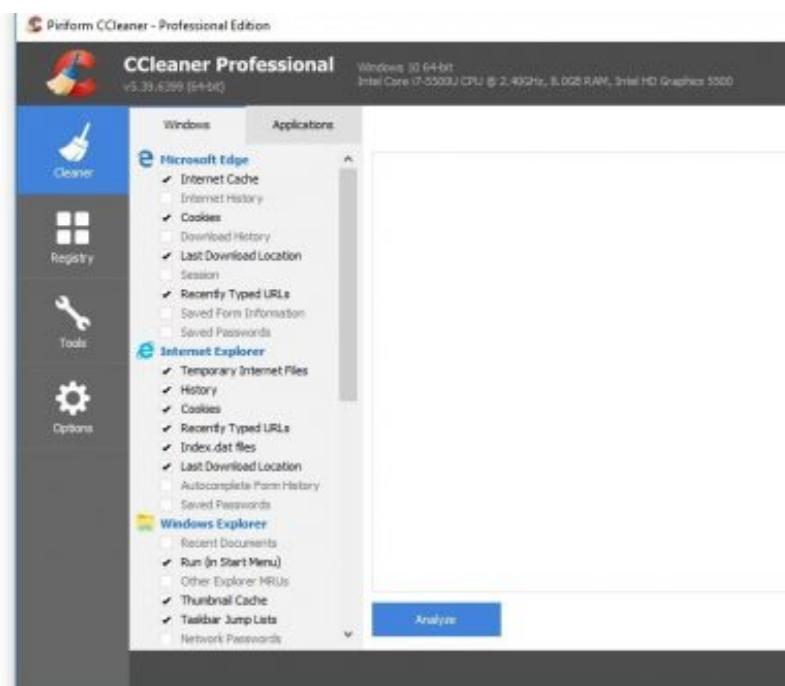 Piriform CCleaner - Professional Edition
CCleaner Professional
v5.39.6399 (64-bit)
Windows 10 64-bit
Intel Core i7-5500U CPU @ 2.40GHz, 8.0GB RAM, Intel HD Graphics 5500
Cleaner
Registry
Tools
Options
Windows
Applications
Microsoft Edge
Internet Cache
Internet History
Cookies
Download History
Last Download Location
Session
Recently Typed URLs
Saved Form Information
Saved Passwords
Internet Explorer
Temporary Internet Files
History
Cookies
Recently Typed URLs
Index.dat files
Last Download Location
Autocomplete Form History
Saved Passwords
Windows Explorer
Recent Documents
Run (in Start Menu)
Other Explorer MRUs
Thumbnail Cache
Taskbar Jump Lists
Network Passwords
Analyze